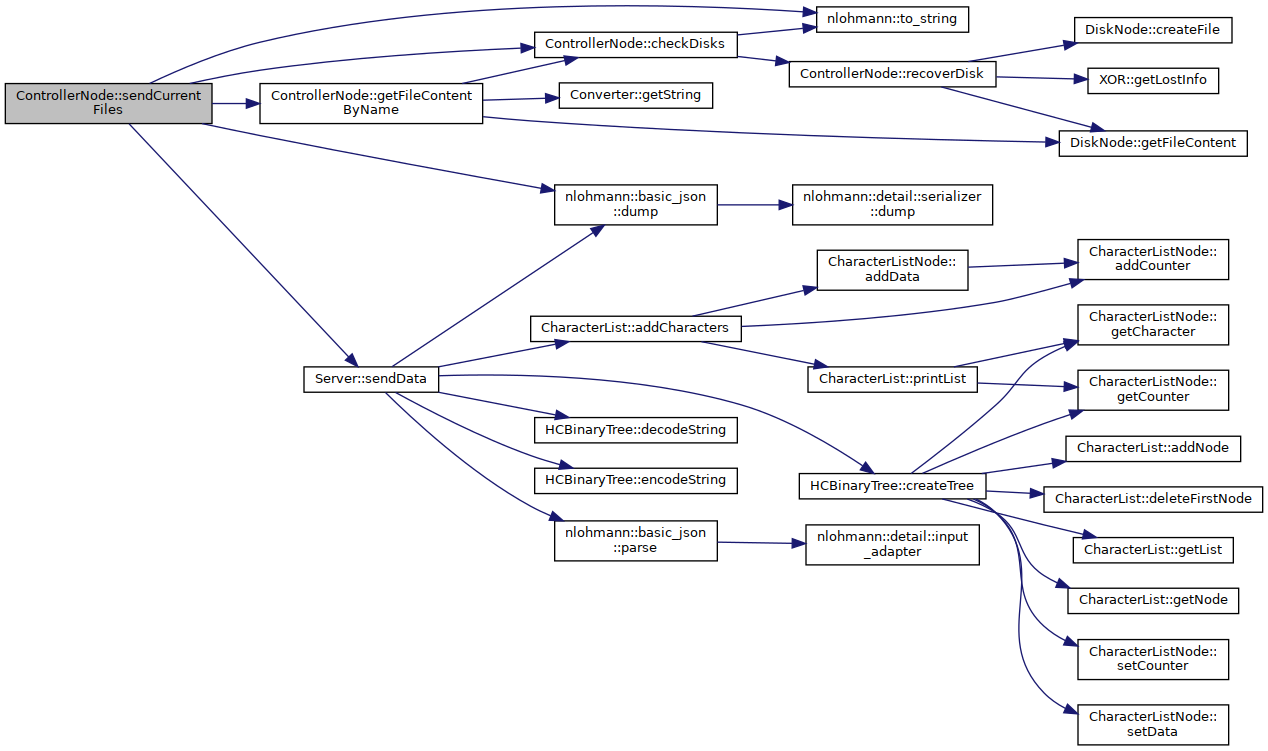 nlohmann::to_string
DiskNode::createFile
ControllerNode::checkDisks
ControllerNode::recoverDisk
XOR::getLostInfo
ControllerNode::sendCurrent
Files
ControllerNode::getFileContent
ByName
Converter::getString
DiskNode::getFileContent
nlohmann::basic_json
::dump
nlohmann::detail::serializer
::dump
CharacterListNode::
addData
CharacterListNode::
addCounter
CharacterList::addCharacters
CharacterListNode::
getCharacter
Server::sendData
CharacterList::printList
CharacterListNode::
getCounter
HCBinaryTree::decodeString
CharacterList::addNode
HCBinaryTree::encodeString
HCBinaryTree::createTree
CharacterList::deleteFirstNode
nlohmann::basic_json
::parse
nlohmann::detail::input
_adapter
CharacterList::getList
CharacterList::getNode
CharacterListNode::
setCounter
CharacterListNode::
setData